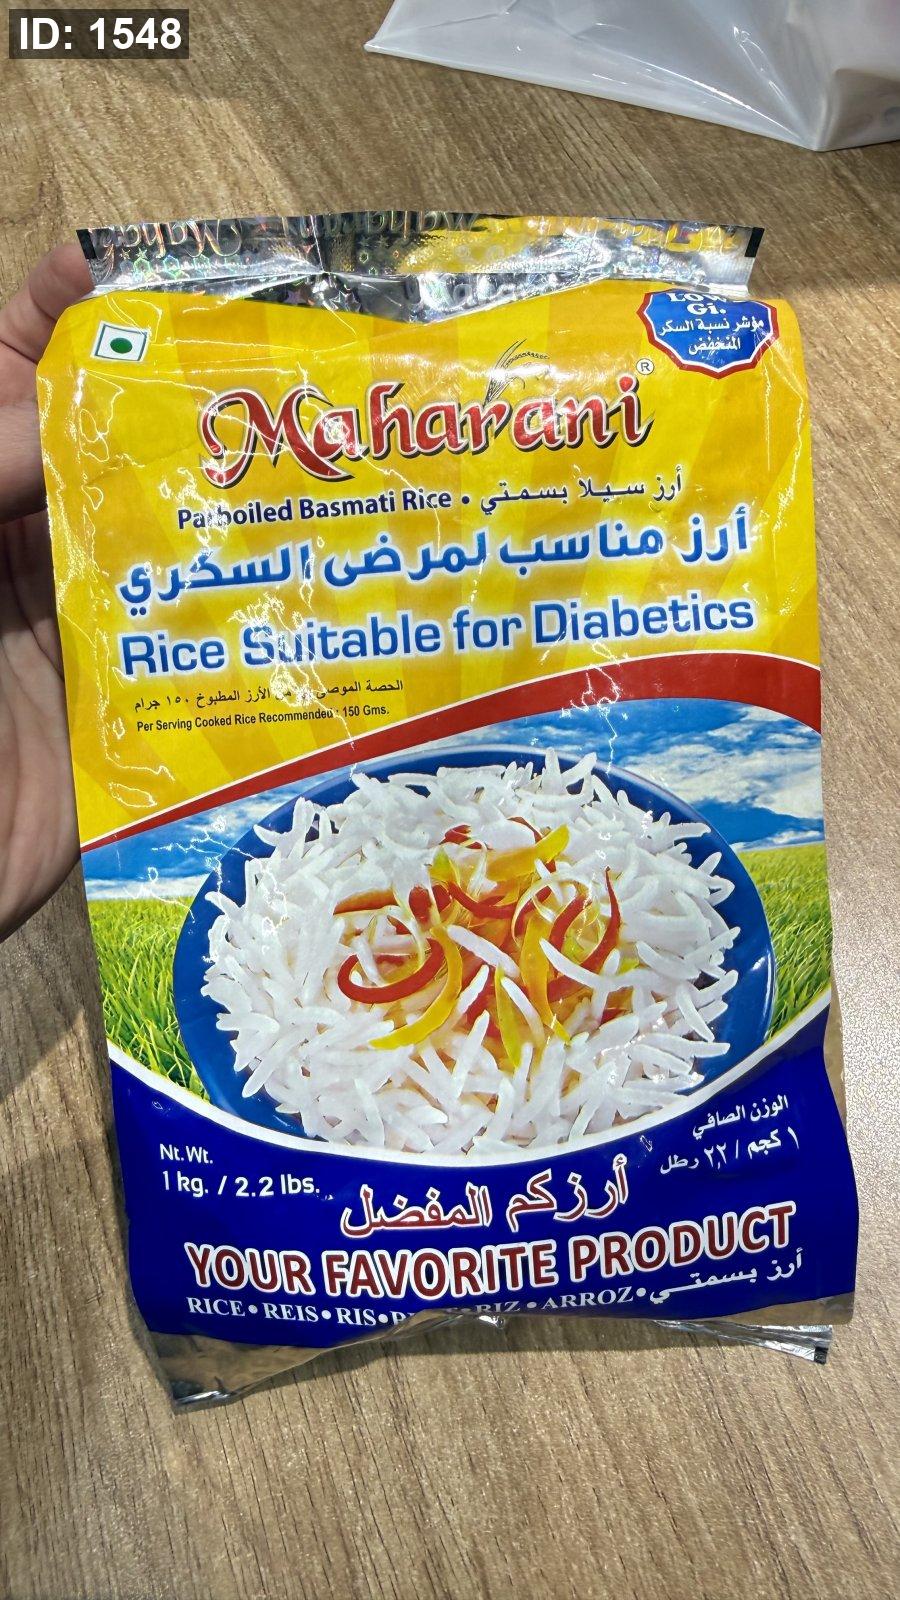 ID: 1548
Maharani
LOW
Gi.
مؤشر نسبة السكر
المنخفض
Maharani®
Parboiled Basmati Rice • أرز سيلا بسمتي
أرز مناسب لمرضى السكري
Rice Suitable for Diabetics
الحصة الموصى من الأرز المطبوخ ١٥٠ جرام
Per Serving Cooked Rice Recommended: 150 Gms.
الوزن الصافي
١ كجم / ٢,٢ رطل
Nt. Wt.
1 kg. / 2.2 lbs.
أرزكم المفضل
YOUR FAVORITE PRODUCT
RICE • REIS • RIS • RIZ • ARROZ • أرز بسمتي